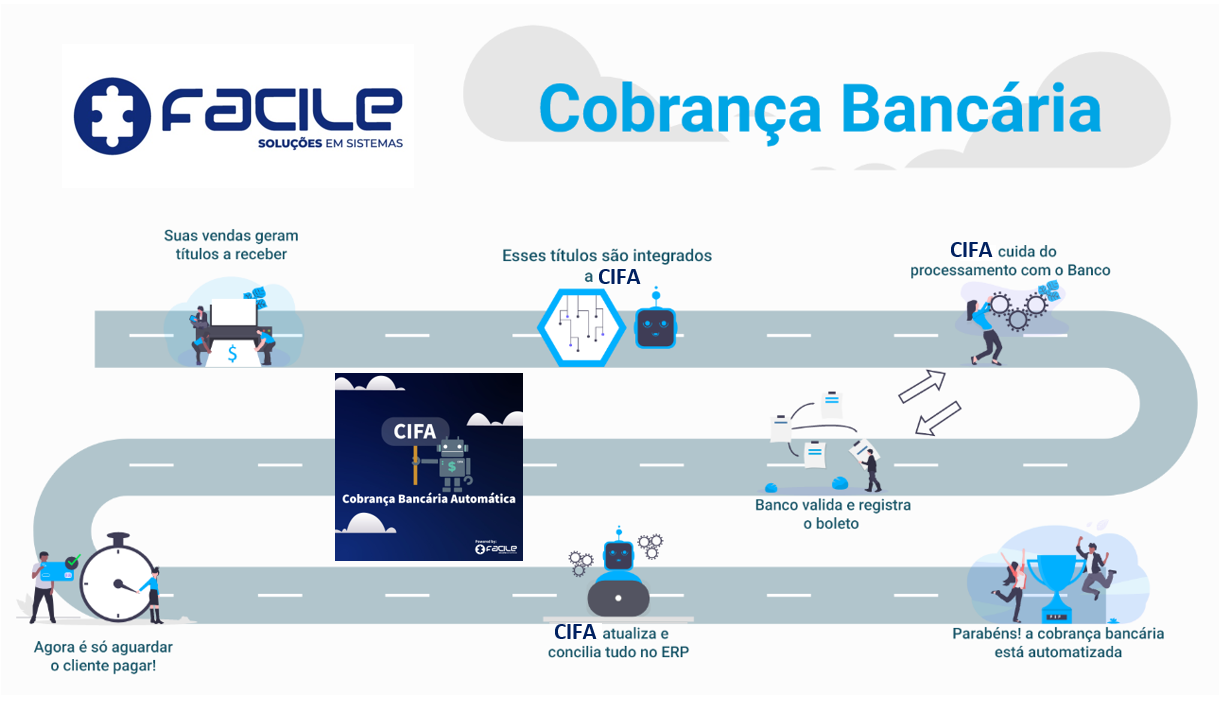 FACILE
SOLUÇÕES EM SISTEMAS
Cobrança Bancária
Suas vendas geram
títulos a receber
$
Esses títulos são integrados
a CIFA
CIFA cuida do
processamento com o Banco
CIFA
$
Cobrança Bancária Automática
Powered by:
FACILE
Banco valida e registra
o boleto
Agora é só aguardar
o cliente pagar!
CIFA atualiza e
concilia tudo no ERP
Parabéns! a cobrança bancária
está automatizada